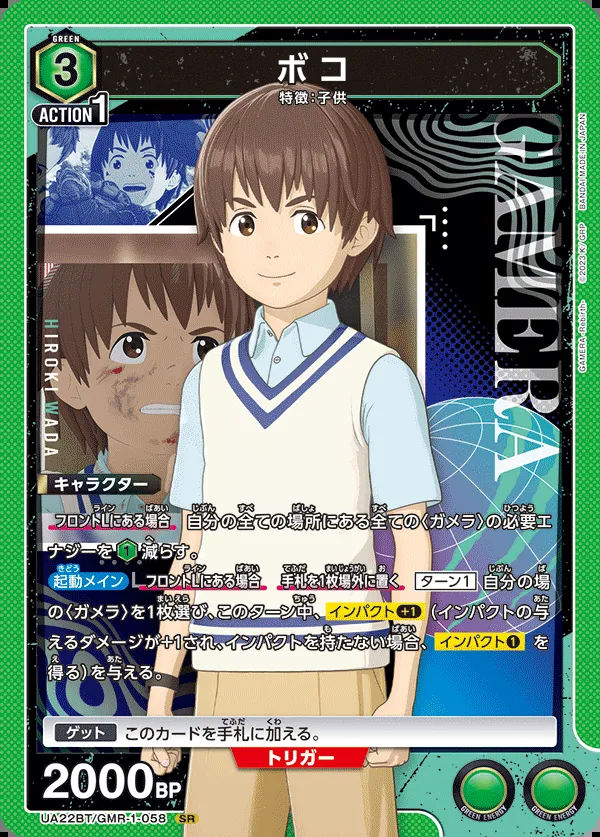 GREEN
3
ボコ
特徴:子供
ACTION 1
GAMERA
BANDAI MADE IN JAPAN
©2023 K/GRP
GAMERA -Rebirth-
HIROKI WADA
キャラクター
フロントLにある場合 自分の全ての場所にある全ての〈ガメラ〉の必要エ
ナジーを1減らす。
起動メイン フロントLにある場合 手札を1枚場外に置く ターン1 自分の場
の〈ガメラ〉を1枚選び、このターン中、インパクト+1(インパクトの与
えるダメージが+1され、インパクトを持たない場合、インパクト1を
得る)を与える。
ゲット このカードを手札に加える。
トリガー
2000BP
GREEN ENERGY GREEN ENERGY
UA22BT/GMR-1-058 SR